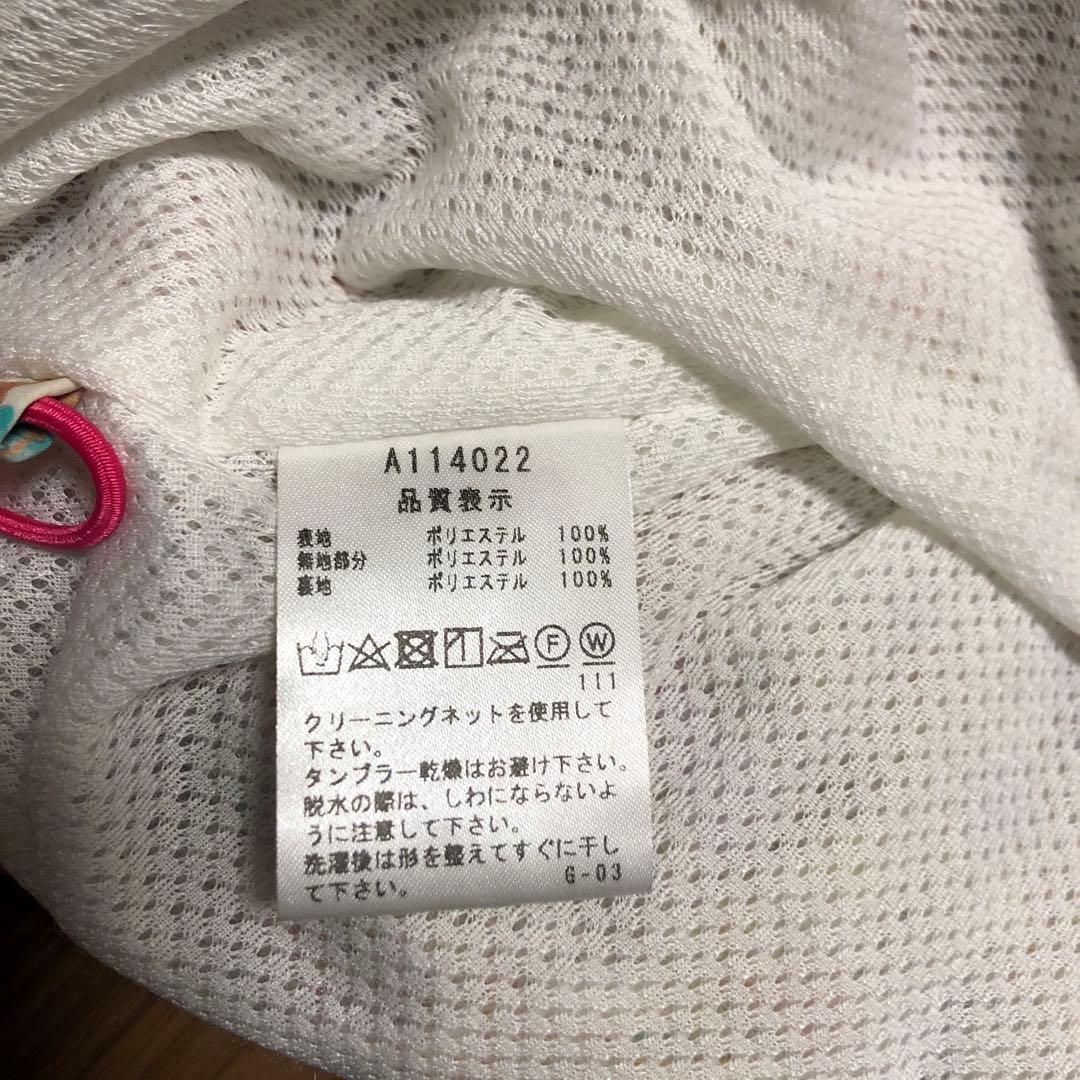 A114022
品質表示
表地 ポリエステル 100%
無地部分 ポリエステル 100%
裏地 ポリエステル 100%
F W
111
クリーニングネットを使用して
下さい。
タンブラー乾燥はお避け下さい。
脱水の際は、しわにならないよ
うに注意して下さい。
洗濯後は形を整えてすぐに干し
て下さい。 G-03